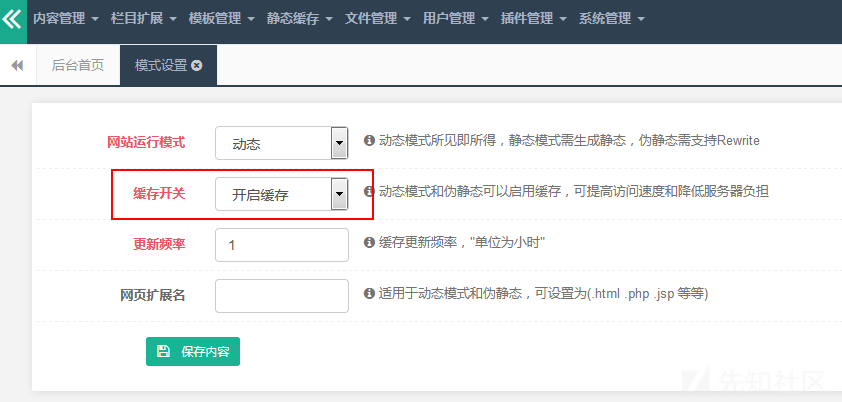 内容管理 栏目扩展 模板管理 静态缓存 文件管理 用户管理 插件管理 系统管理
后台首页 模式设置
网站运行模式 动态 动态模式所见即所得，静态模式需生成静态，伪静态需支持Rewrite
缓存开关 开启缓存 动态模式和伪静态可以启用缓存，可提高访问速度和降低服务器负担
更新频率 1 缓存更新频率，"单位为小时"
网页扩展名 适用于动态模式和伪静态，可设置为(.html .php .jsp 等等)
保存内容
先知社区